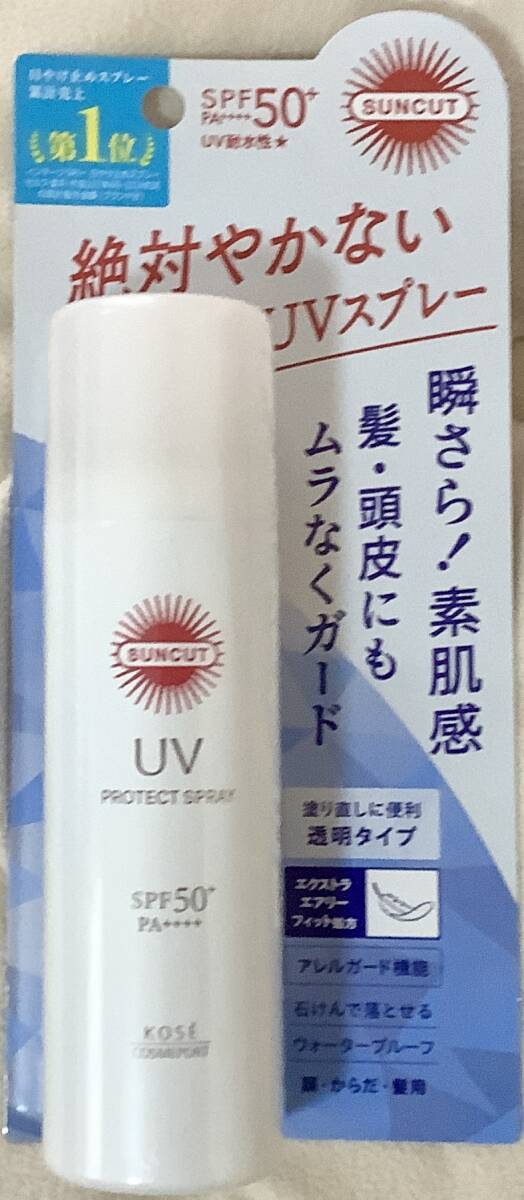 日やけ止めスプレー
累計売上
第1位
SPF50+
PA++++
UV耐水性★
SUNCUT
絶対やかない
UVスプレー
瞬さら!素肌感
髪・頭皮にも
ムラなくガード
塗り直しに便利
透明タイプ
エクストラ
エアリー
フィット処方
アレルガード機能
石けんで落とせる
ウォータープルーフ
顔・からだ・髪用
SUNCUT
UV
PROTECT SPRAY
SPF50+
PA++++
KOSÉ
COSMEPORT